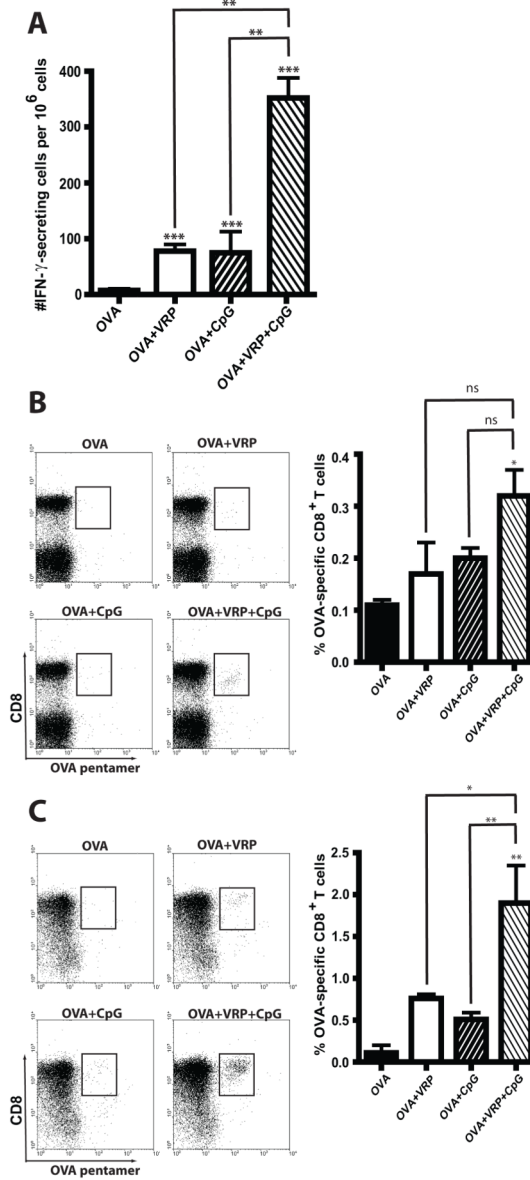 A
#IFN-γ-secreting cells per 10⁶ cells
400
300
200
100
0
**
**
***
***
***
OVA
OVA+VRP
OVA+CpG
OVA+VRP+CpG
B
OVA
OVA+VRP
OVA+CpG
OVA+VRP+CpG
CD8
OVA pentamer
ns
ns
*
% OVA-specific CD8⁺ T cells
0.4
0.3
0.2
0.1
0.0
OVA
OVA+VRP
OVA+CpG
OVA+VRP+CpG
C
OVA
OVA+VRP
OVA+CpG
OVA+VRP+CpG
CD8
OVA pentamer
*
**
**
% OVA-specific CD8⁺ T cells
2.5
2.0
1.5
1.0
0.5
0.0
OVA
OVA+VRP
OVA+CpG
OVA+VRP+CpG